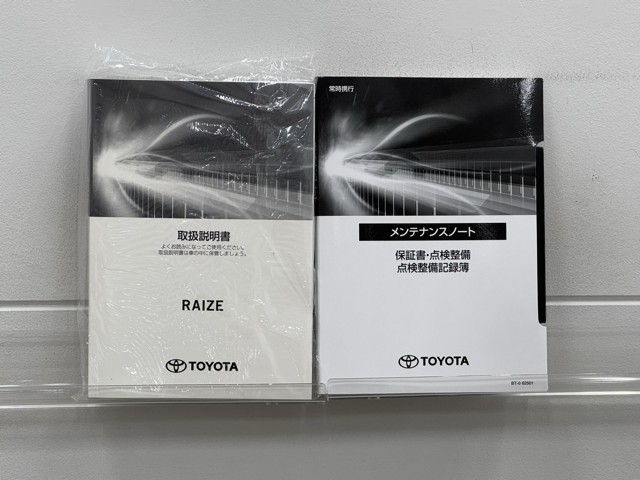 取扱説明書
よくお読みになってご使用ください。
取扱説明書は車の中に保管しましょう。
RAIZE
TOYOTA
常時携行
メンテナンスノート
保証書・点検整備
点検整備記録簿
TOYOTA
BT-0 62501